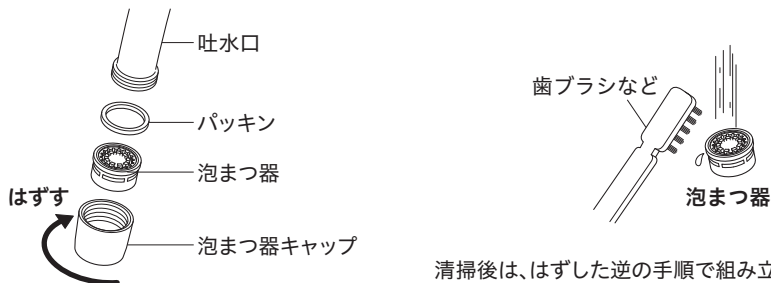 吐水口
パッキン
泡まつ器
はずす
泡まつ器キャップ
歯ブラシなど
泡まつ器
清掃後は、はずした逆の手順で組み立